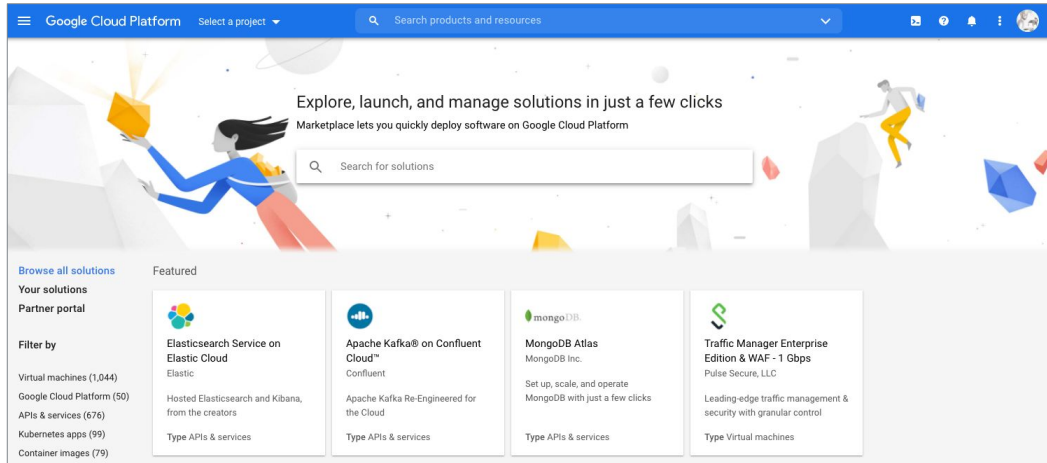 Google Cloud Platform Select a project
Search products and resources
Explore, launch, and manage solutions in just a few clicks
Marketplace lets you quickly deploy software on Google Cloud Platform
Search for solutions
Browse all solutions
Your solutions
Partner portal
Filter by
Virtual machines (1,044)
Google Cloud Platform (50)
APIs & services (676)
Kubernetes apps (99)
Container images (79)
Featured
Elasticsearch Service on
Elastic Cloud
Elastic
Hosted Elasticsearch and Kibana,
from the creators
Type APIs & services
Apache Kafka® on Confluent
Cloud™
Confluent
Apache Kafka Re-Engineered for
the Cloud
Type APIs & services
mongoDB.
MongoDB Atlas
MongoDB Inc.
Set up, scale, and operate
MongoDB with just a few clicks
Type APIs & services
Traffic Manager Enterprise
Edition & WAF - 1 Gbps
Pulse Secure, LLC
Leading-edge traffic management &
security with granular control
Type Virtual machines